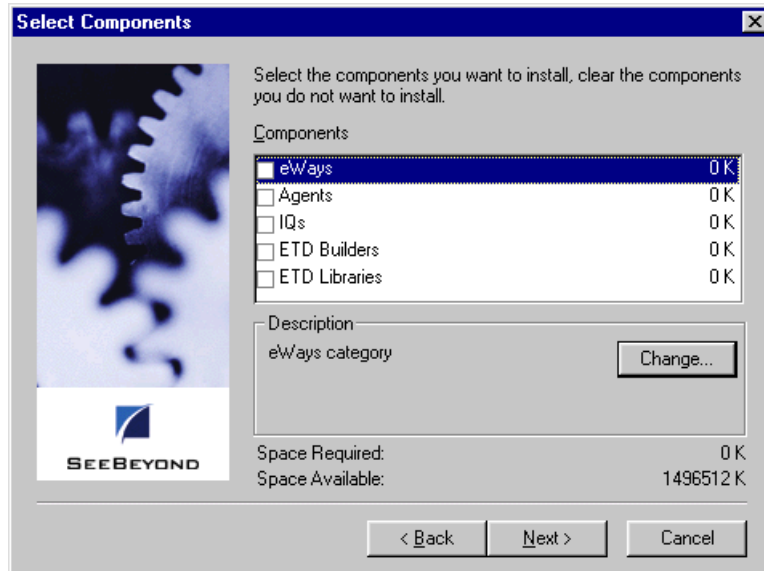 Select Components
Select the components you want to install, clear the components
you do not want to install.
Components
eWays 0 K
Agents 0 K
IQs 0 K
ETD Builders 0 K
ETD Libraries 0 K
Description
eWays category
Change...
SEEBEYOND
Space Required: 0 K
Space Available: 1496512 K
< Back Next > Cancel